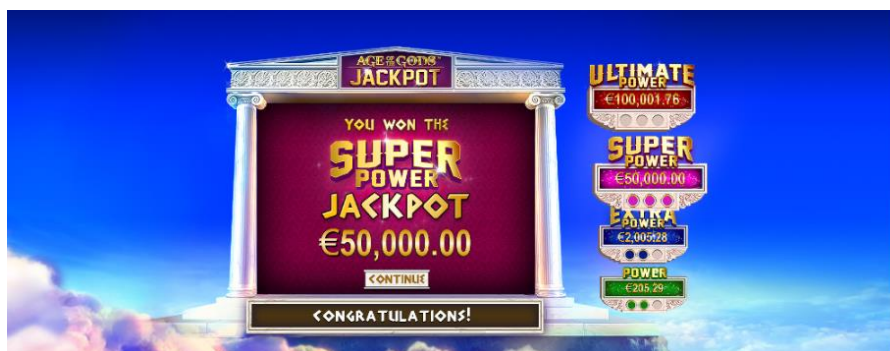 AGE OF THE GODS™
JACKPOT
YOU WON THE
SUPER
POWER
JACKPOT
€50,000.00
CONTINUE
CONGRATULATIONS!
ULTIMATE
POWER
€100,001.76
SUPER
POWER
€50,000.00
EXTRA
POWER
€2,005.28
POWER
€205.29